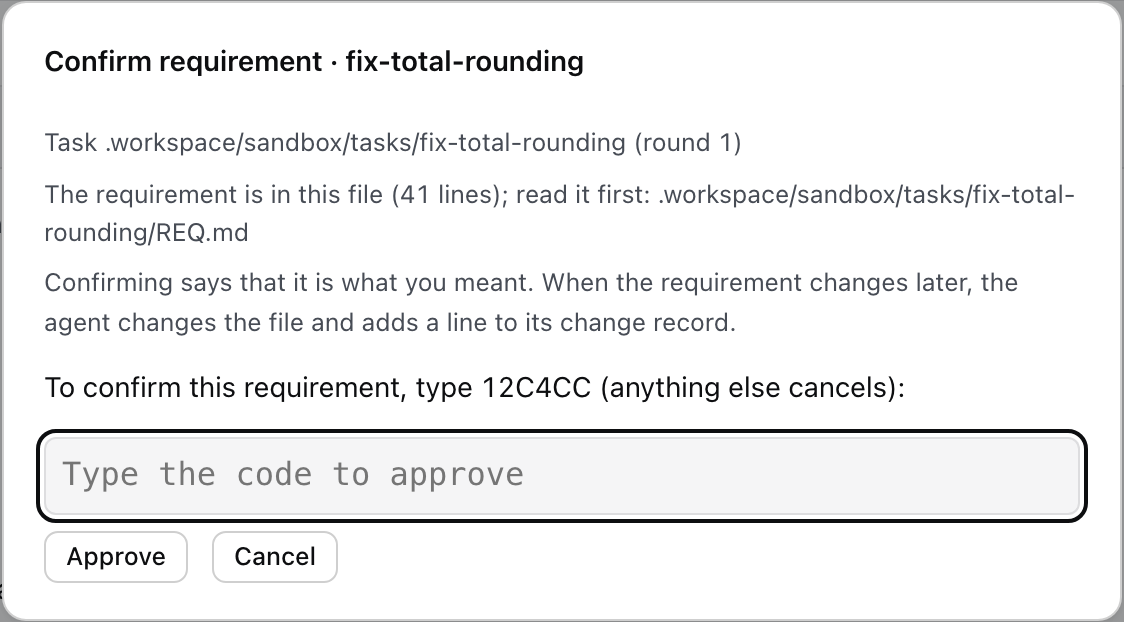 Confirm requirement · fix-total-rounding
Task .workspace/sandbox/tasks/fix-total-rounding (round 1)
The requirement is in this file (41 lines); read it first: .workspace/sandbox/tasks/fix-total-
rounding/REQ.md
Confirming says that it is what you meant. When the requirement changes later, the
agent changes the file and adds a line to its change record.
To confirm this requirement, type 12C4CC (anything else cancels):
Type the code to approve
Approve
Cancel